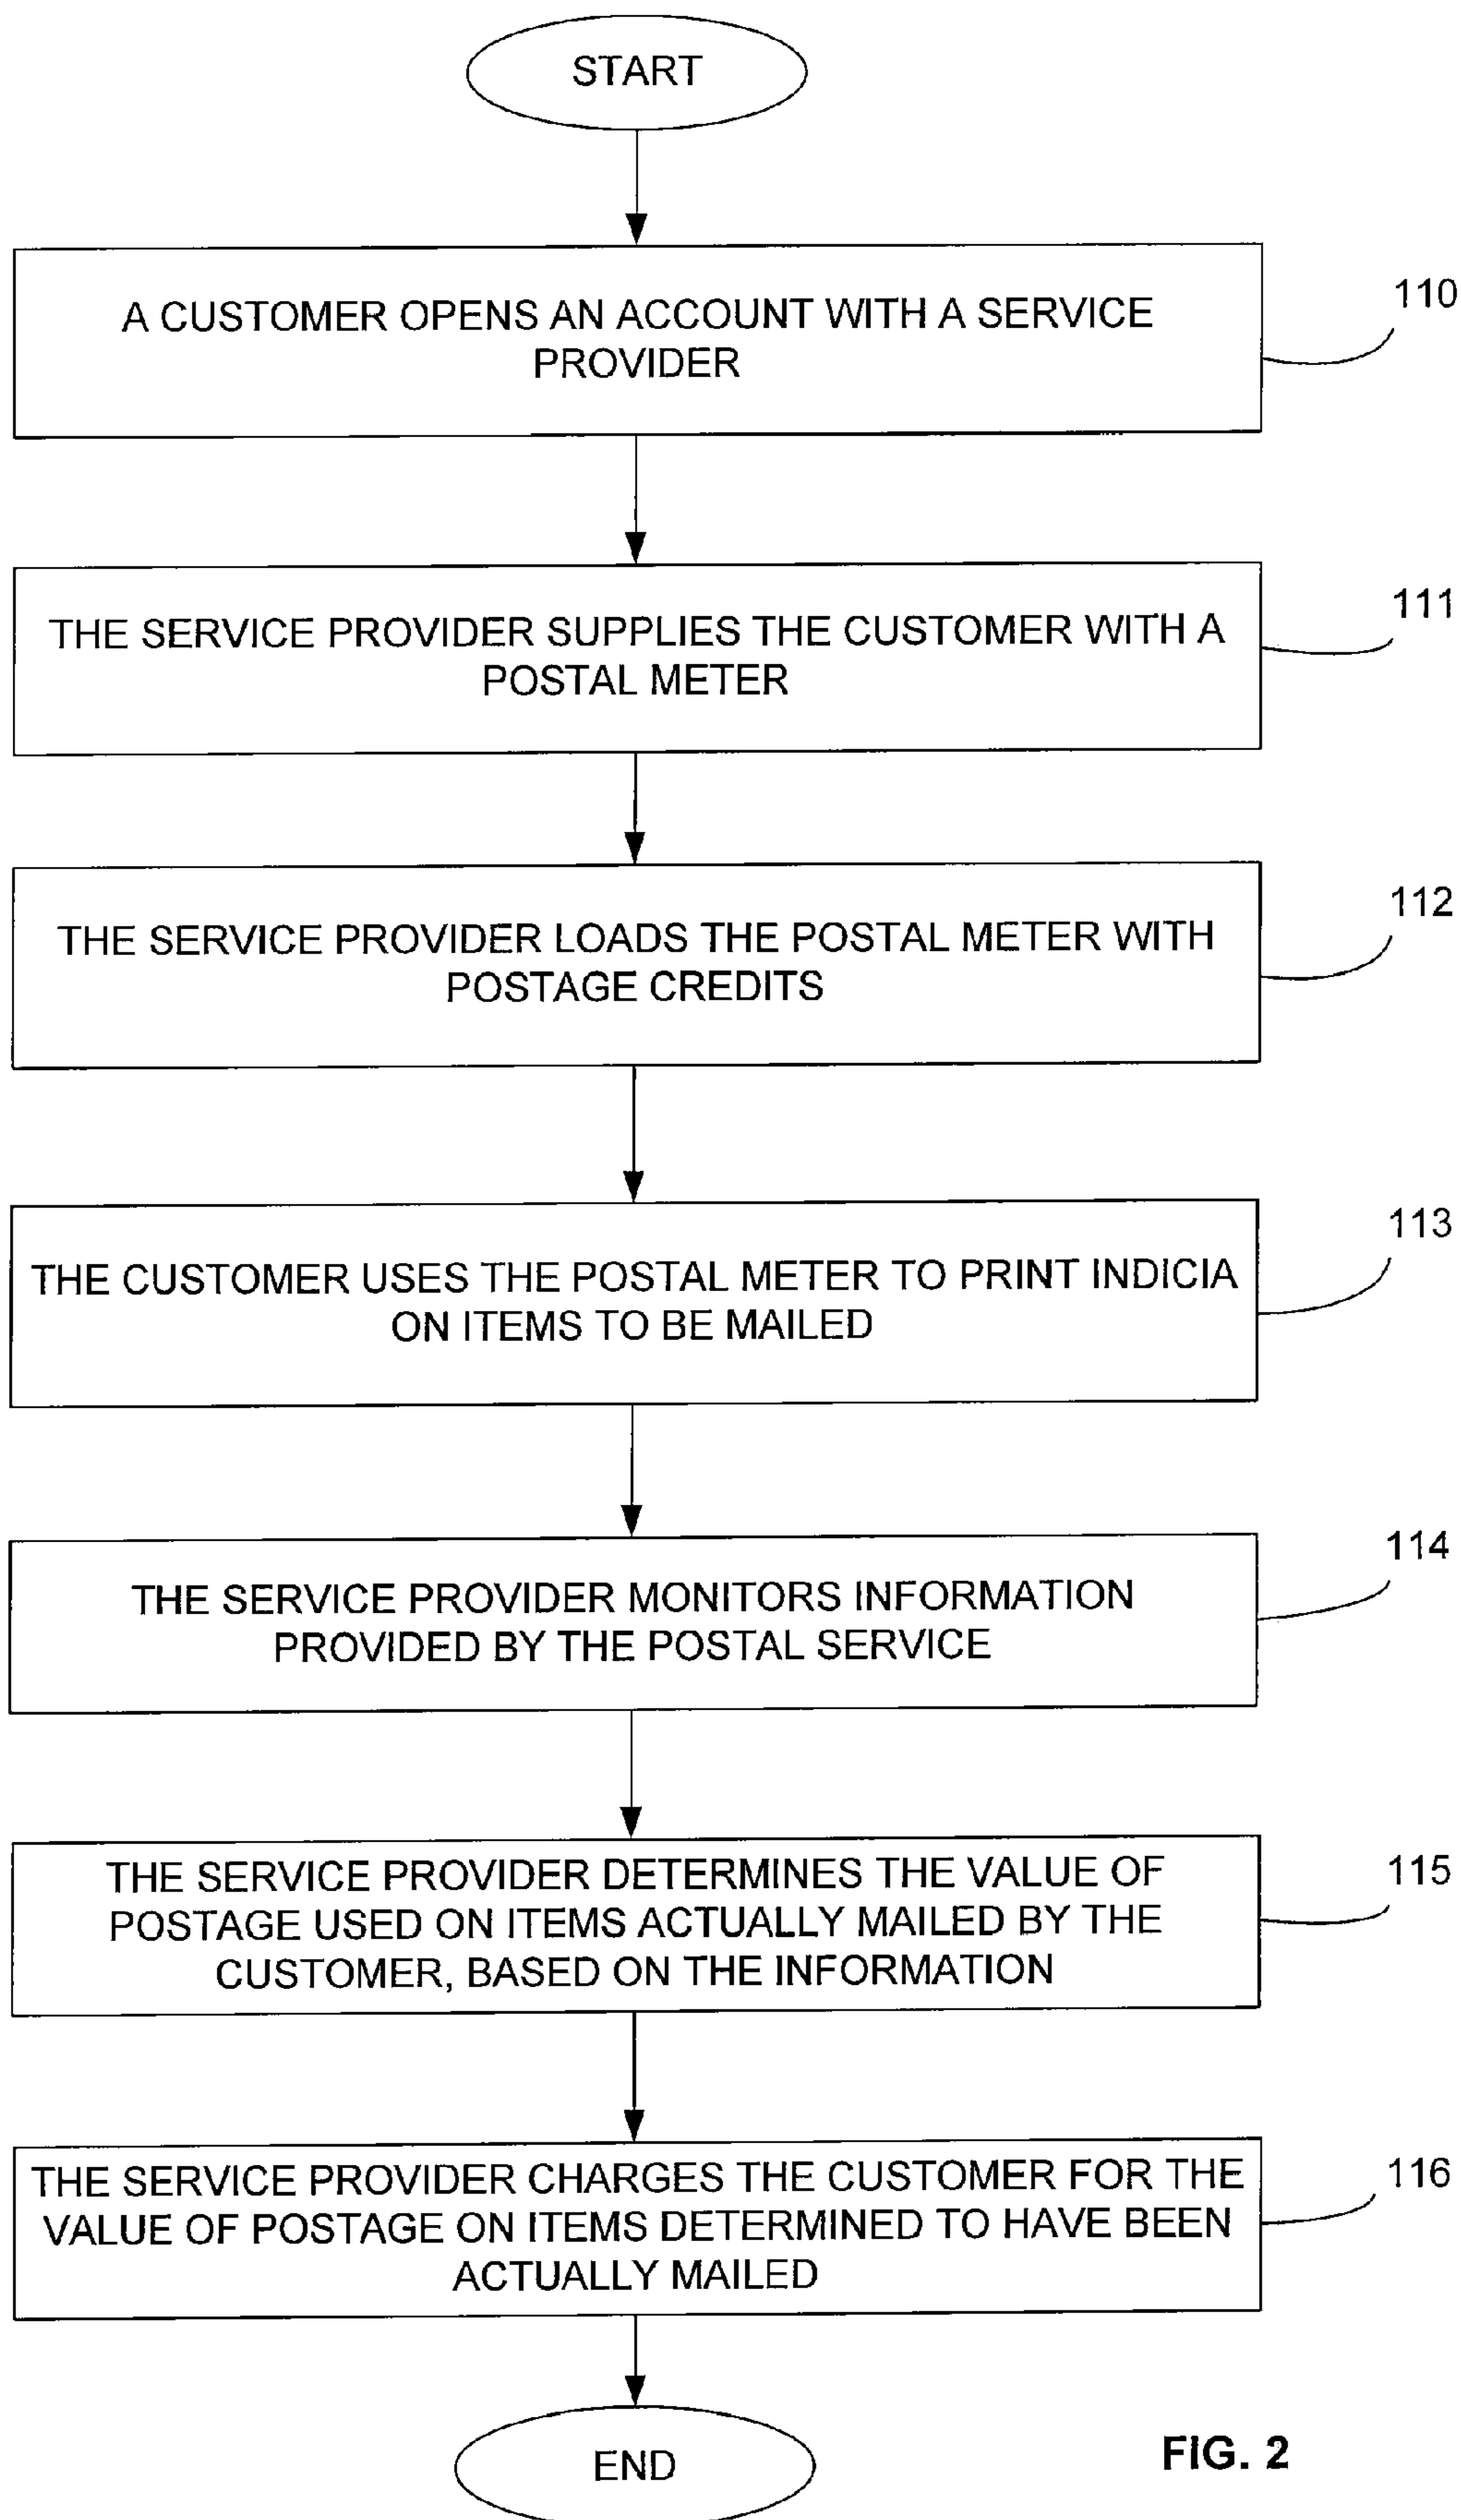 START
A CUSTOMER OPENS AN ACCOUNT WITH A SERVICE
PROVIDER
110
THE SERVICE PROVIDER SUPPLIES THE CUSTOMER WITH A
POSTAL METER
111
THE SERVICE PROVIDER LOADS THE POSTAL METER WITH
POSTAGE CREDITS
112
THE CUSTOMER USES THE POSTAL METER TO PRINT INDICIA
ON ITEMS TO BE MAILED
113
THE SERVICE PROVIDER MONITORS INFORMATION
PROVIDED BY THE POSTAL SERVICE
114
THE SERVICE PROVIDER DETERMINES THE VALUE OF
POSTAGE USED ON ITEMS ACTUALLY MAILED BY THE
CUSTOMER, BASED ON THE INFORMATION
115
THE SERVICE PROVIDER CHARGES THE CUSTOMER FOR THE
VALUE OF POSTAGE ON ITEMS DETERMINED TO HAVE BEEN
ACTUALLY MAILED
116
END
FIG. 2